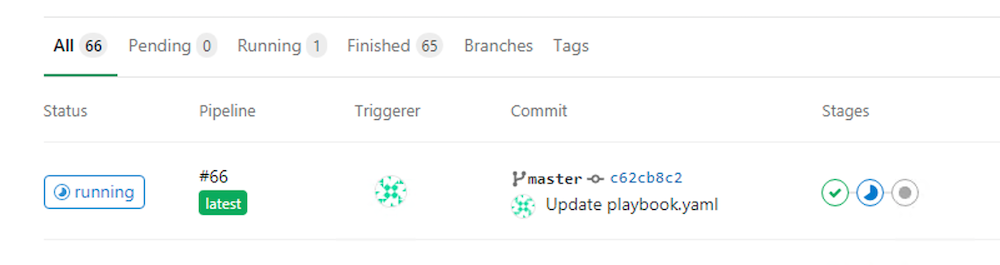 All 66 Pending 0 Running 1 Finished 65 Branches Tags
Status Pipeline Triggerer Commit Stages
running #66 master c62cb8c2
latest Update playbook.yaml